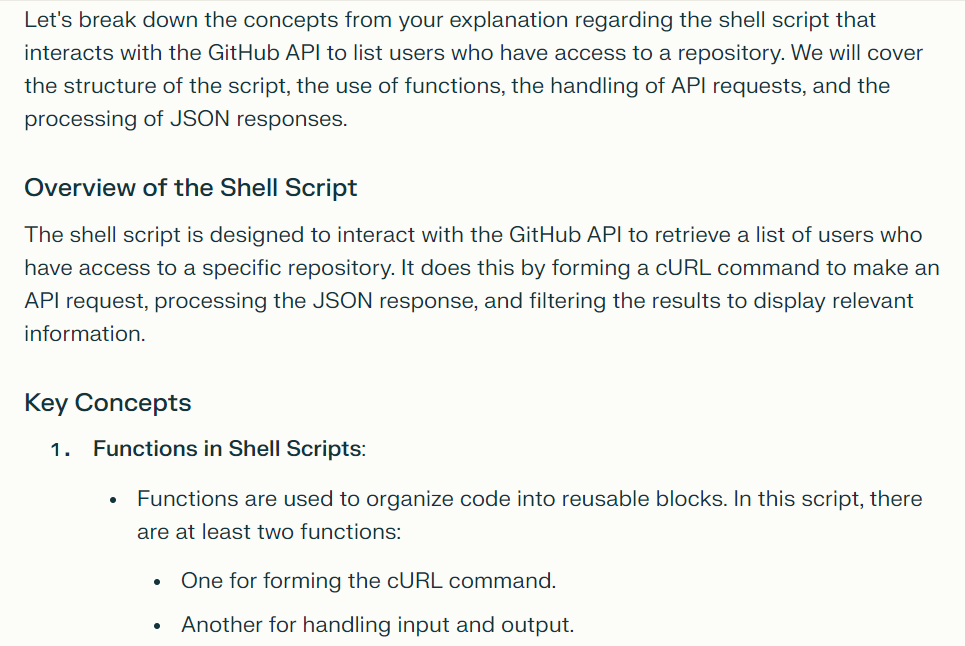 Let's break down the concepts from your explanation regarding the shell script that
interacts with the GitHub API to list users who have access to a repository. We will cover
the structure of the script, the use of functions, the handling of API requests, and the
processing of JSON responses.
Overview of the Shell Script
The shell script is designed to interact with the GitHub API to retrieve a list of users who
have access to a specific repository. It does this by forming a cURL command to make an
API request, processing the JSON response, and filtering the results to display relevant
information.
Key Concepts
1. Functions in Shell Scripts:
• Functions are used to organize code into reusable blocks. In this script, there
are at least two functions:
• One for forming the cURL command.
• Another for handling input and output.